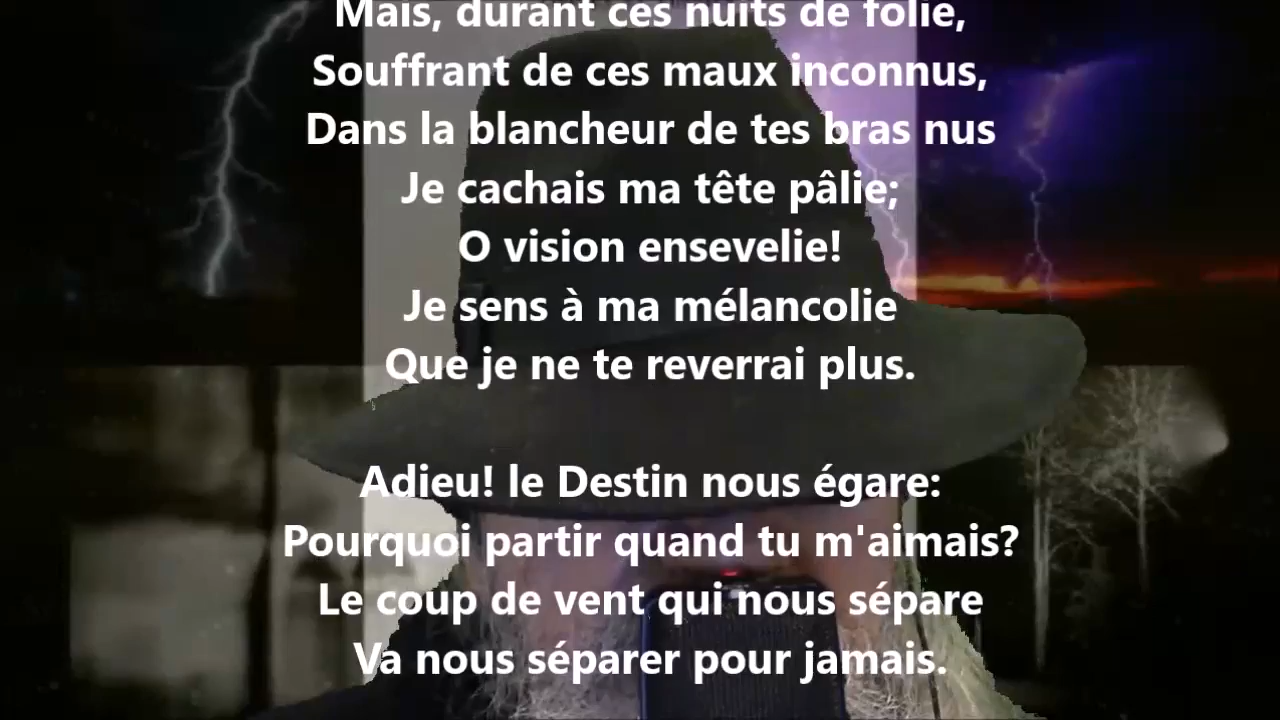 Mais, durant ces nuits de folie,
Souffrant de ces maux inconnus,
Dans la blancheur de tes bras nus
Je cachais ma tête pâlie;
O vision ensevelie!
Je sens à ma mélancolie
Que je ne te reverrai plus.
Adieu! le Destin nous égare:
Pourquoi partir quand tu m'aimais?
Le coup de vent qui nous sépare
Va nous séparer pour jamais.